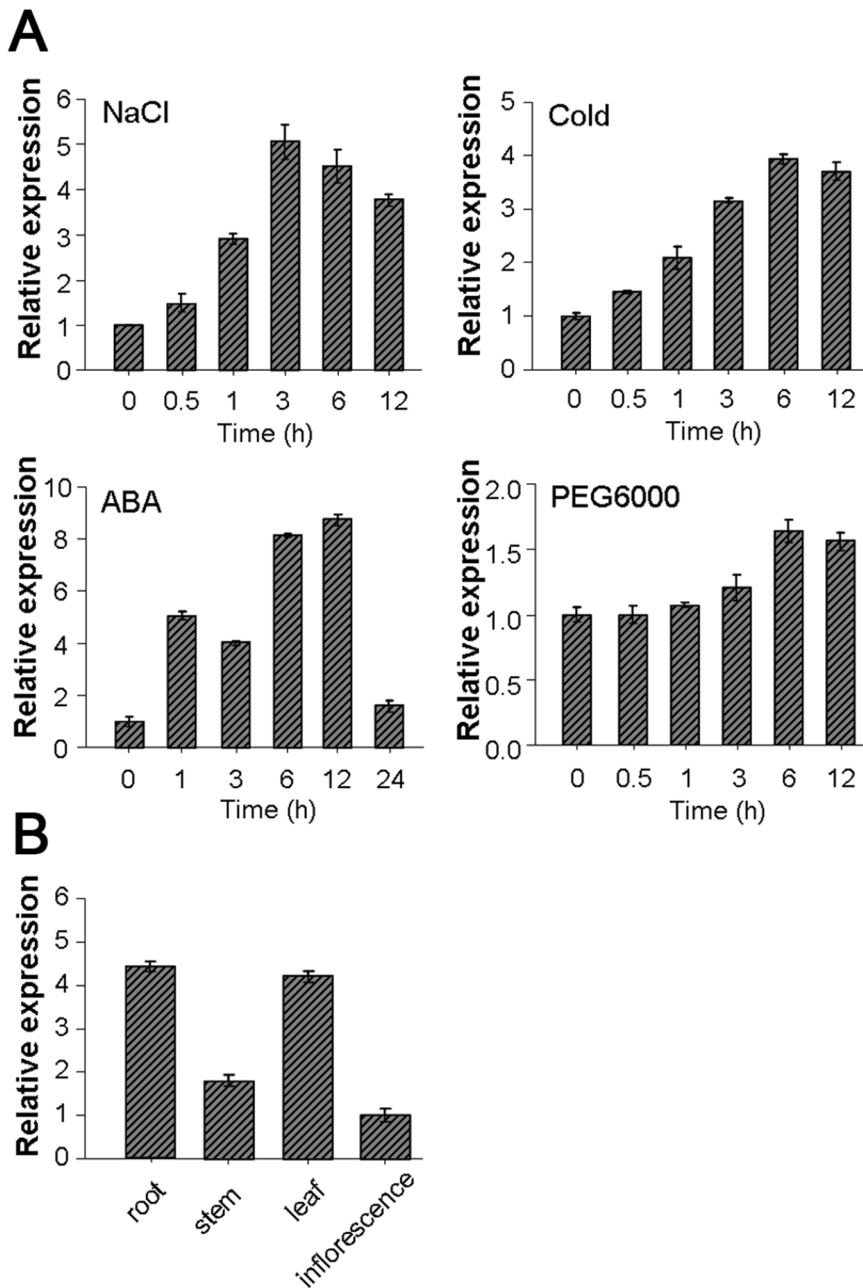 A
NaCl
Relative expression
6
5
4
3
2
1
0
0 0.5 1 3 6 12
Time (h)
Cold
Relative expression
5
4
3
2
1
0
0 0.5 1 3 6 12
Time (h)
ABA
Relative expression
10
8
6
4
2
0
0 1 3 6 12 24
Time (h)
PEG6000
Relative expression
2.0
1.5
1.0
0.5
0.0
0 0.5 1 3 6 12
Time (h)
B
Relative expression
6
5
4
3
2
1
0
root
stem
leaf
inflorescence